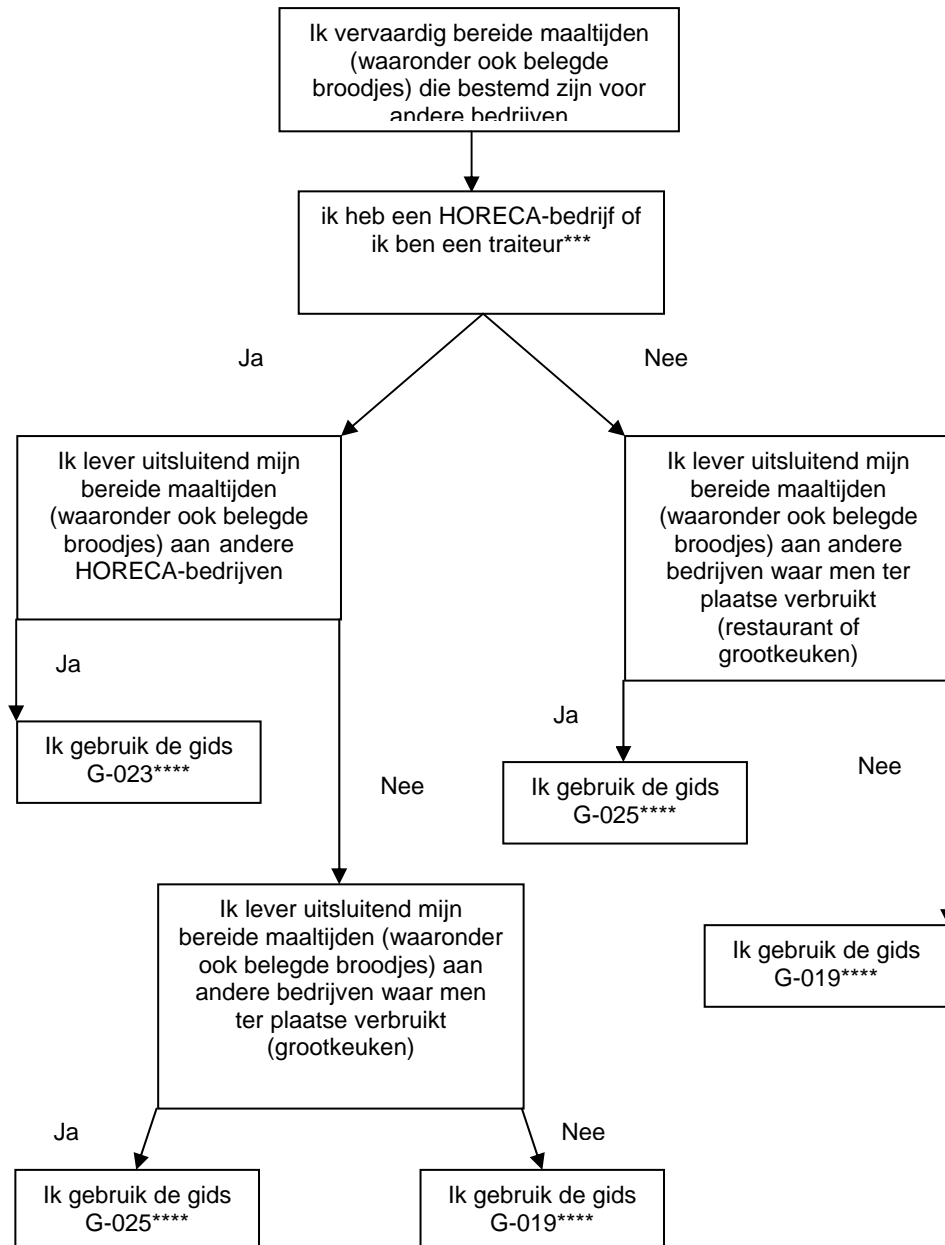 Ik vervaardig bereide maaltijden
(waaronder ook belegde
broodjes) die bestemd zijn voor
andere bedrijven
ik heb een HORECA-bedrijf of
ik ben een traiteur***
Ja
Nee
Ik lever uitsluitend mijn
bereide maaltijden
(waaronder ook belegde
broodjes) aan andere
HORECA-bedrijven
Ik lever uitsluitend mijn
bereide maaltijden
(waaronder ook belegde
broodjes) aan andere
bedrijven waar men ter
plaatse verbruikt
(restaurant of
grootkeuken)
Ja
Ik gebruik de gids
G-023****
Nee
Ja
Ik gebruik de gids
G-025****
Nee
Ik lever uitsluitend mijn
bereide maaltijden (waaronder
ook belegde broodjes) aan
andere bedrijven waar men
ter plaatse verbruikt
(grootkeuken)
Ik gebruik de gids
G-019****
Ja
Nee
Ik gebruik de gids
G-025****
Ik gebruik de gids
G-019****